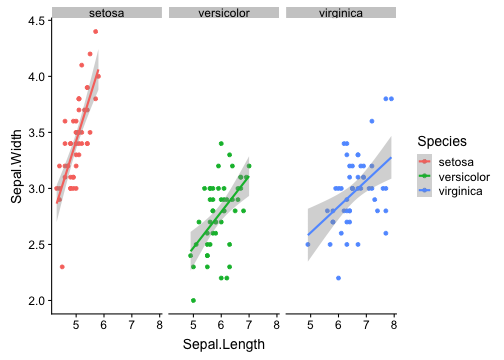 setosa versicolor virginica
4.5
4.0
3.5
3.0
2.5
2.0
Sepal.Width
5 6 7 8 5 6 7 8 5 6 7 8
Sepal.Length
Species
setosa
versicolor
virginica